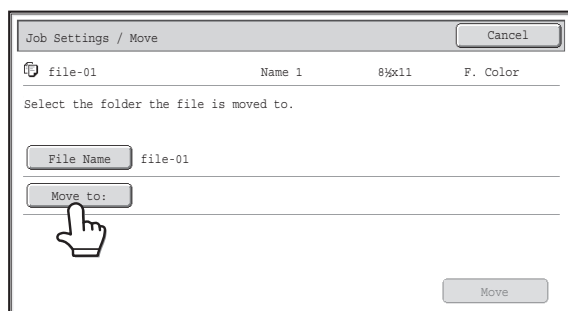 Job Settings / Move Cancel
file-01 Name 1 8½x11 F. Color
Select the folder the file is moved to.
File Name file-01
Move to:
Move